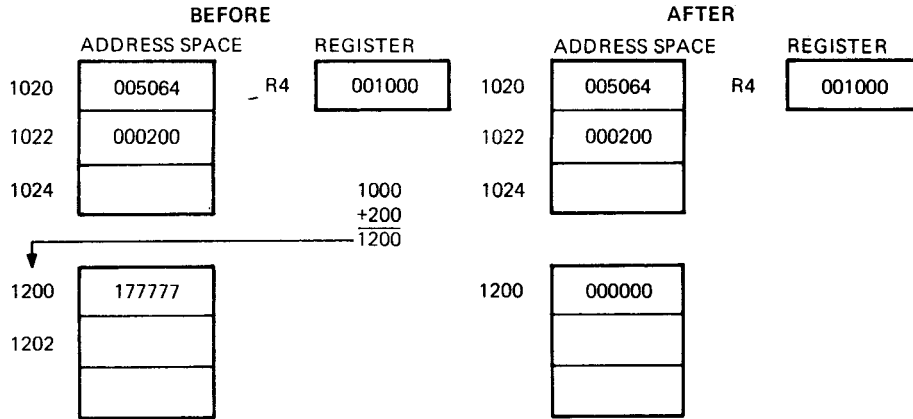 BEFORE
ADDRESS SPACE REGISTER
1020 005064 R4 001000
1022 000200
1024
1000
+200
1200
1200 177777
1202
AFTER
ADDRESS SPACE REGISTER
1020 005064 R4 001000
1022 000200
1024
1200 000000